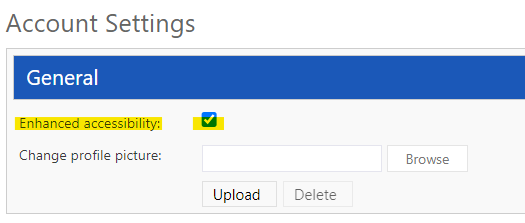 Account Settings
General
Enhanced accessibility:
Change profile picture:
Browse
Upload
Delete